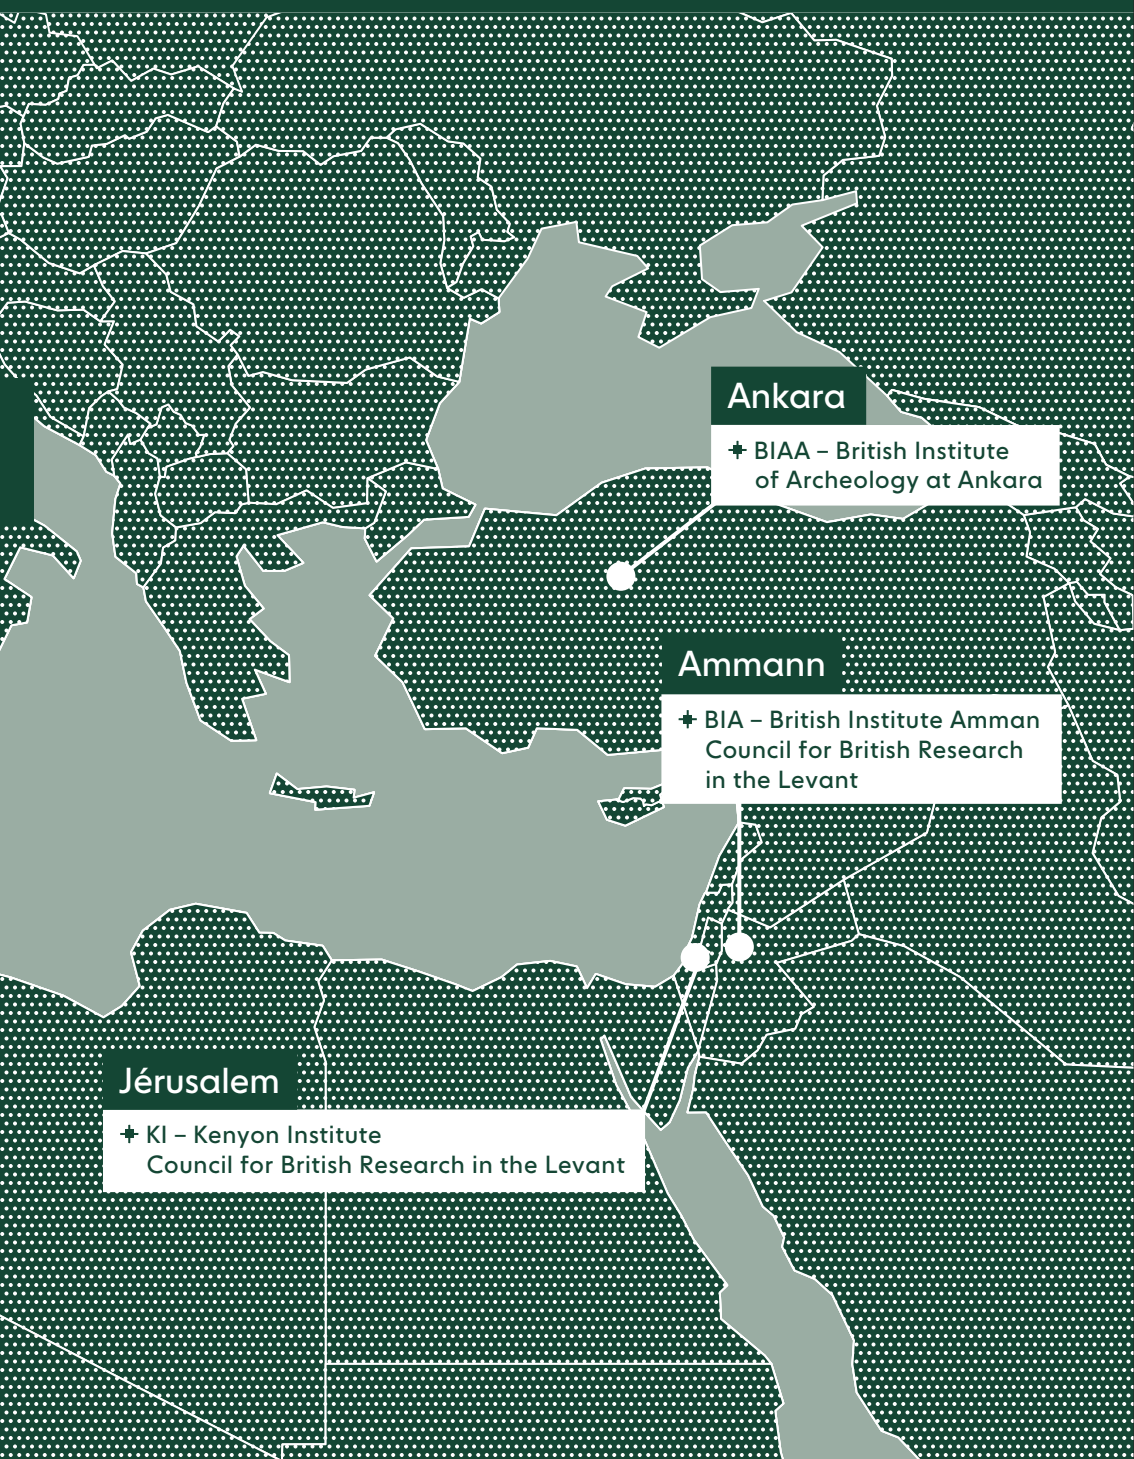 Ankara
BIAA – British Institute
of Archeology at Ankara
Ammann
BIA – British Institute Amman
Council for British Research
in the Levant
Jérusalem
KI – Kenyon Institute
Council for British Research in the Levant